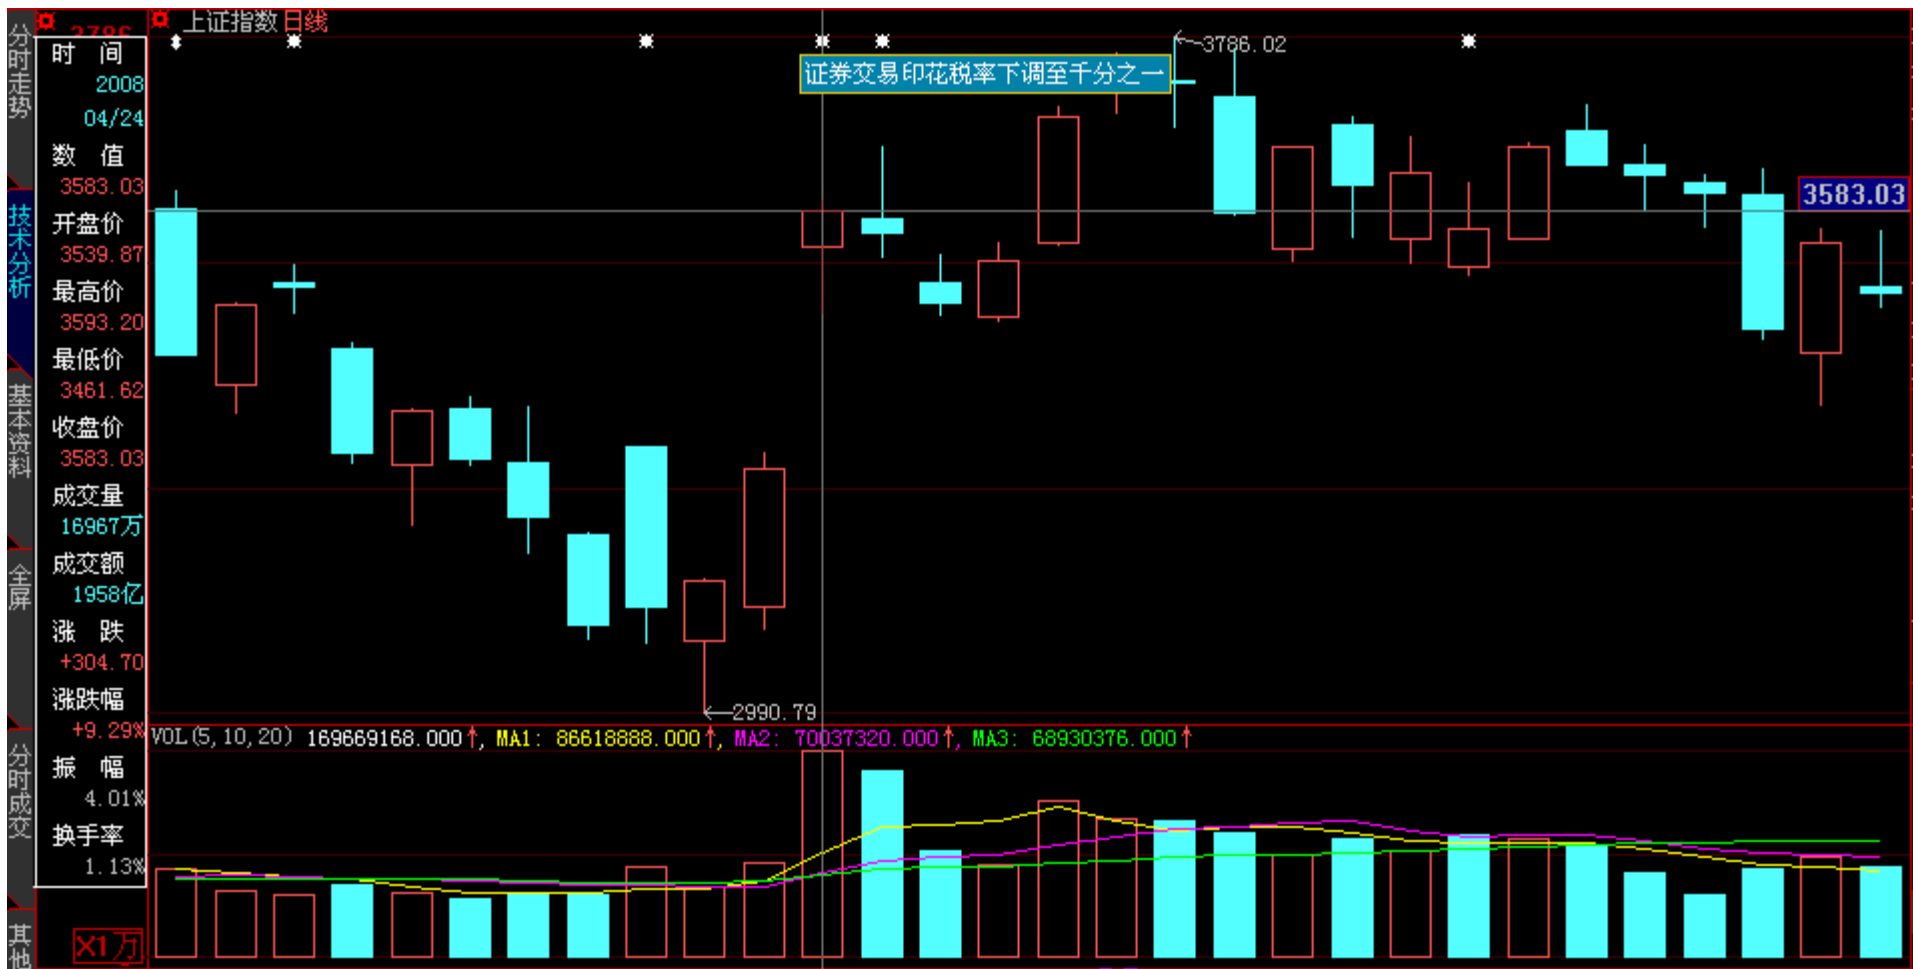 上证指数 日线
3786
分时走势
技术分析
基本资料
全屏
分时成交
其他
时 间
2008
04/24
数 值
3583.03
开盘价
3539.87
最高价
3593.20
最低价
3461.62
收盘价
3583.03
成交量
16967万
成交额
1958亿
涨 跌
+304.70
涨跌幅
+9.29%
振 幅
4.01%
换手率
1.13%
X1万
证券交易印花税率下调至千分之一
3786.02
3583.03
2990.79
VOL(5,10,20) 169669168.000↑, MA1: 86618888.000↑, MA2: 70037320.000↑, MA3: 68930376.000↑